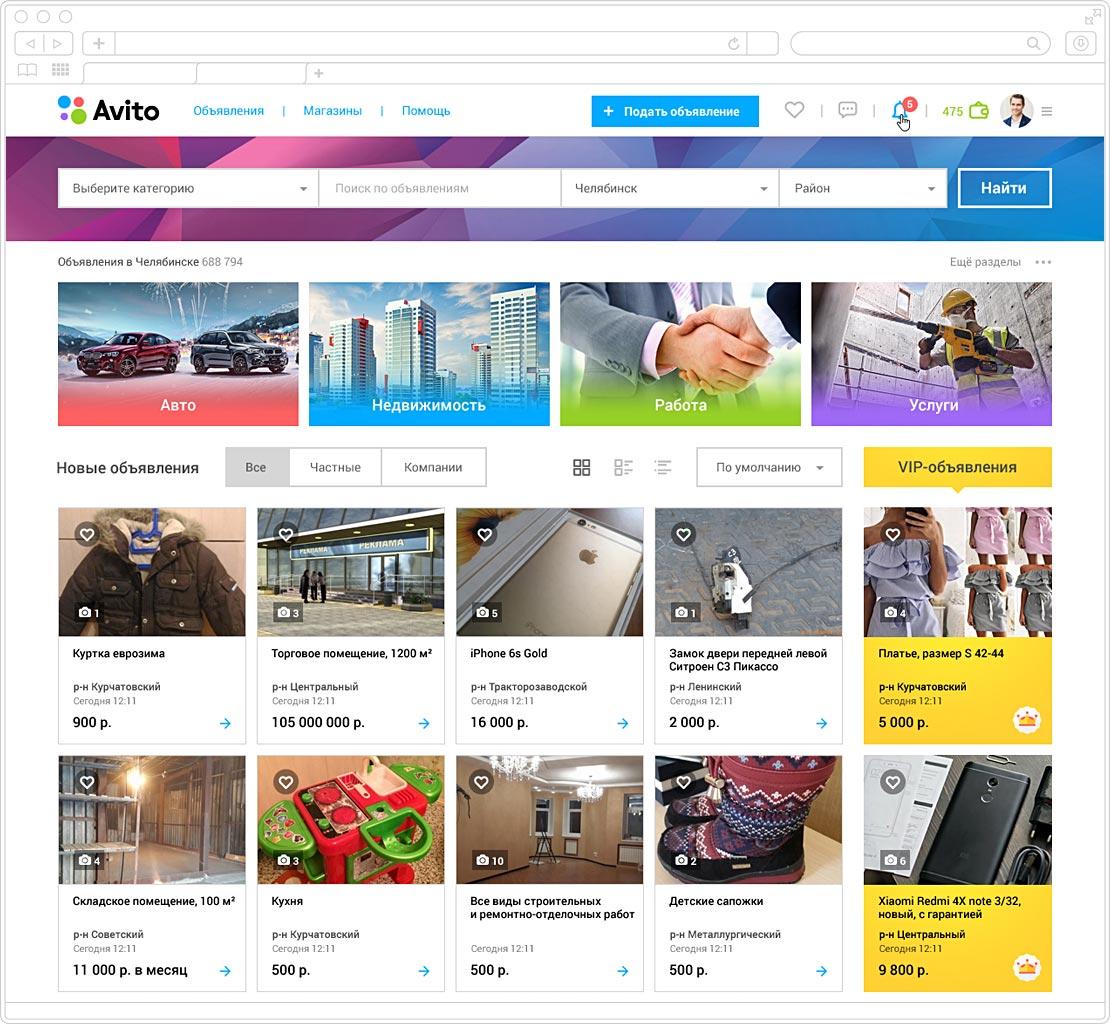 Avito
Объявления | Магазины | Помощь
+ Подать объявление
5
475
Выберите категорию
Поиск по объявлениям
Челябинск
Район
Найти
Объявления в Челябинске 688 794
Ещё разделы
Авто
Недвижимость
Работа
Услуги
Новые объявления
Все
Частные
Компании
По умолчанию
VIP-объявления
1
Куртка еврозима
р-н Курчатовский
Сегодня 12:11
900 р.
РЕКЛАМА
РЕКЛАМА
3
Торговое помещение, 1200 м²
р-н Центральный
Сегодня 12:11
105 000 000 р.
iPhone
5
iPhone 6s Gold
р-н Тракторозаводской
Сегодня 12:11
16 000 р.
C3
1
Замок двери передней левой
Ситроен С3 Пикассо
р-н Ленинский
Сегодня 12:11
2 000 р.
4
Платье, размер S 42-44
р-н Курчатовский
Сегодня 12:11
5 000 р.
4
Складское помещение, 100 м²
р-н Советский
Сегодня 12:11
11 000 р. в месяц
3
Кухня
р-н Курчатовский
Сегодня 12:11
500 р.
10
Все виды строительных
и ремонтно-отделочных работ
Сегодня 12:11
500 р.
2
Детские сапожки
р-н Металлургический
Сегодня 12:11
500 р.
6
Xiaomi Redmi 4X note 3/32,
новый, с гарантией
р-н Центральный
Сегодня 12:11
9 800 р.